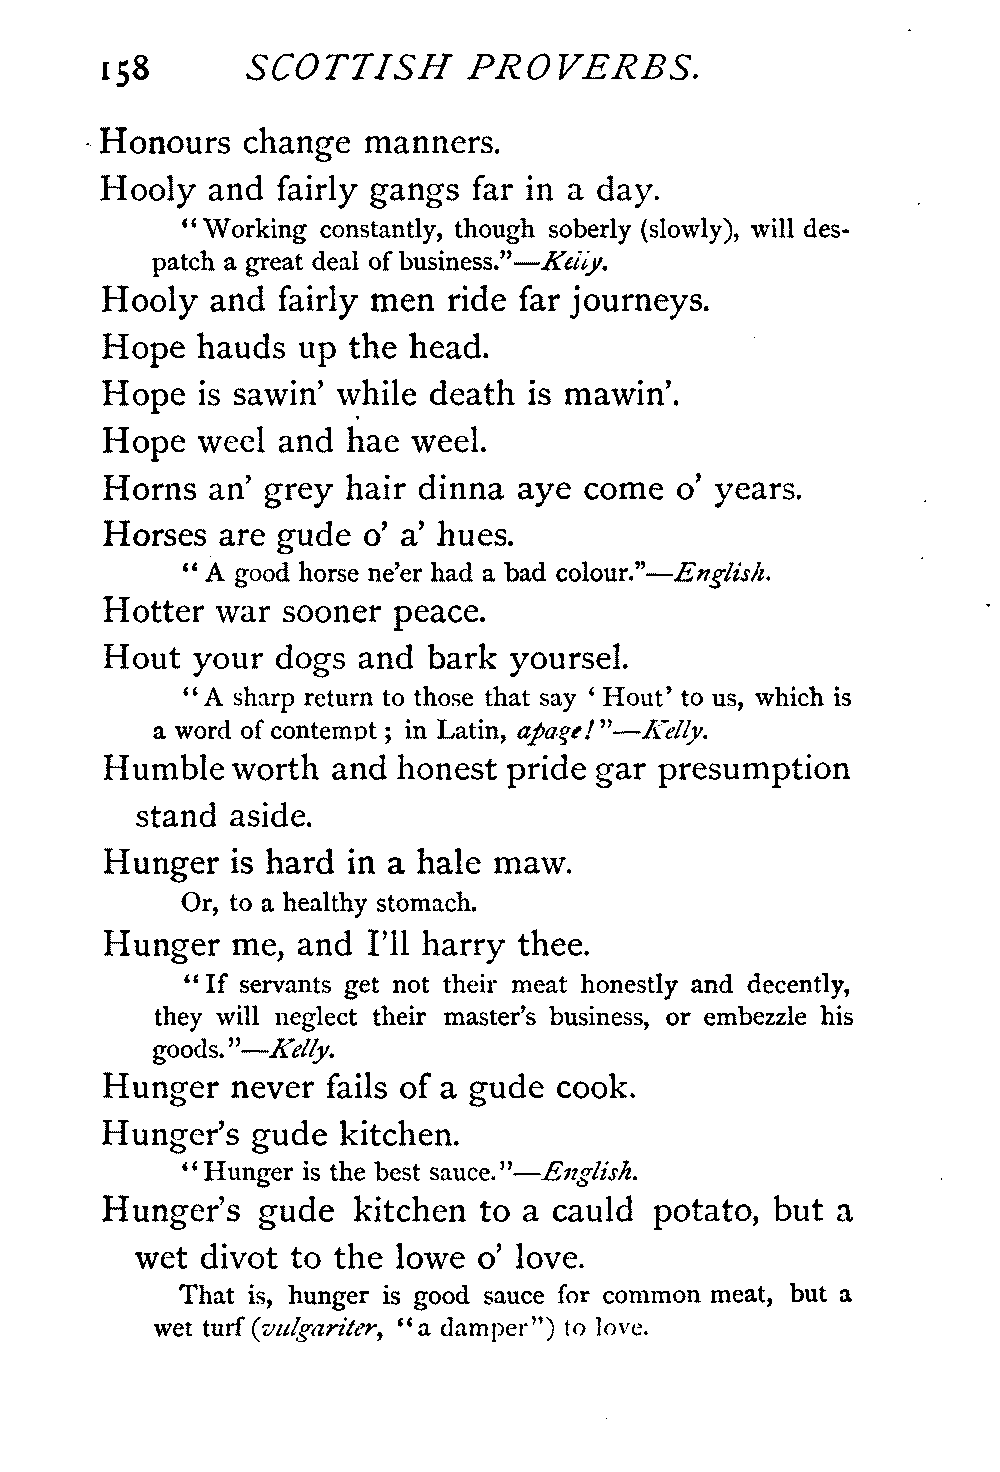 158 SCOTTISH PROVERBS.
Honours change manners.
Hooly and fairly gangs far in a day.
“Working constantly, though soberly (slowly), will des-
patch a great deal of business.”—Kelly.
Hooly and fairly men ride far journeys.
Hope hauds up the head.
Hope is sawin’ while death is mawin’.
Hope weel and hae weel.
Horns an’ grey hair dinna aye come o’ years.
Horses are gude o’ a’ hues.
“A good horse ne’er had a bad colour.”—English.
Hotter war sooner peace.
Hout your dogs and bark yoursel.
“A sharp return to those that say ‘Hout’ to us, which is
a word of contempt; in Latin, apage!”—Kelly.
Humble worth and honest pride gar presumption
stand aside.
Hunger is hard in a hale maw.
Or, to a healthy stomach.
Hunger me, and I’ll harry thee.
“If servants get not their meat honestly and decently,
they will neglect their master’s business, or embezzle his
goods.”—Kelly.
Hunger never fails of a gude cook.
Hunger’s gude kitchen.
“Hunger is the best sauce.”—English.
Hunger’s gude kitchen to a cauld potato, but a
wet divot to the lowe o’ love.
That is, hunger is good sauce for common meat, but a
wet turf (vulgariter, “a damper”) to love.